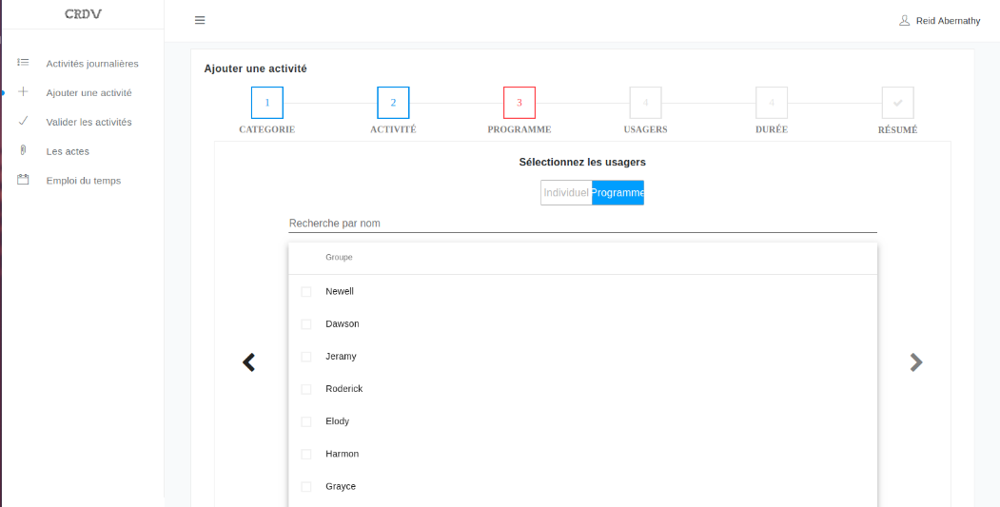 CRDV
Reid Abernathy
Activités journalières
Ajouter une activité
Valider les activités
Les actes
Emploi du temps
Ajouter une activité
1 2 3 4 4
CATEGORIE ACTIVITÉ PROGRAMME USAGERS DURÉE RÉSUMÉ
Sélectionnez les usagers
Individuel Programme
Recherche par nom
Groupe
Newell
Dawson
Jeramy
Roderick
Elody
Harmon
Grayce